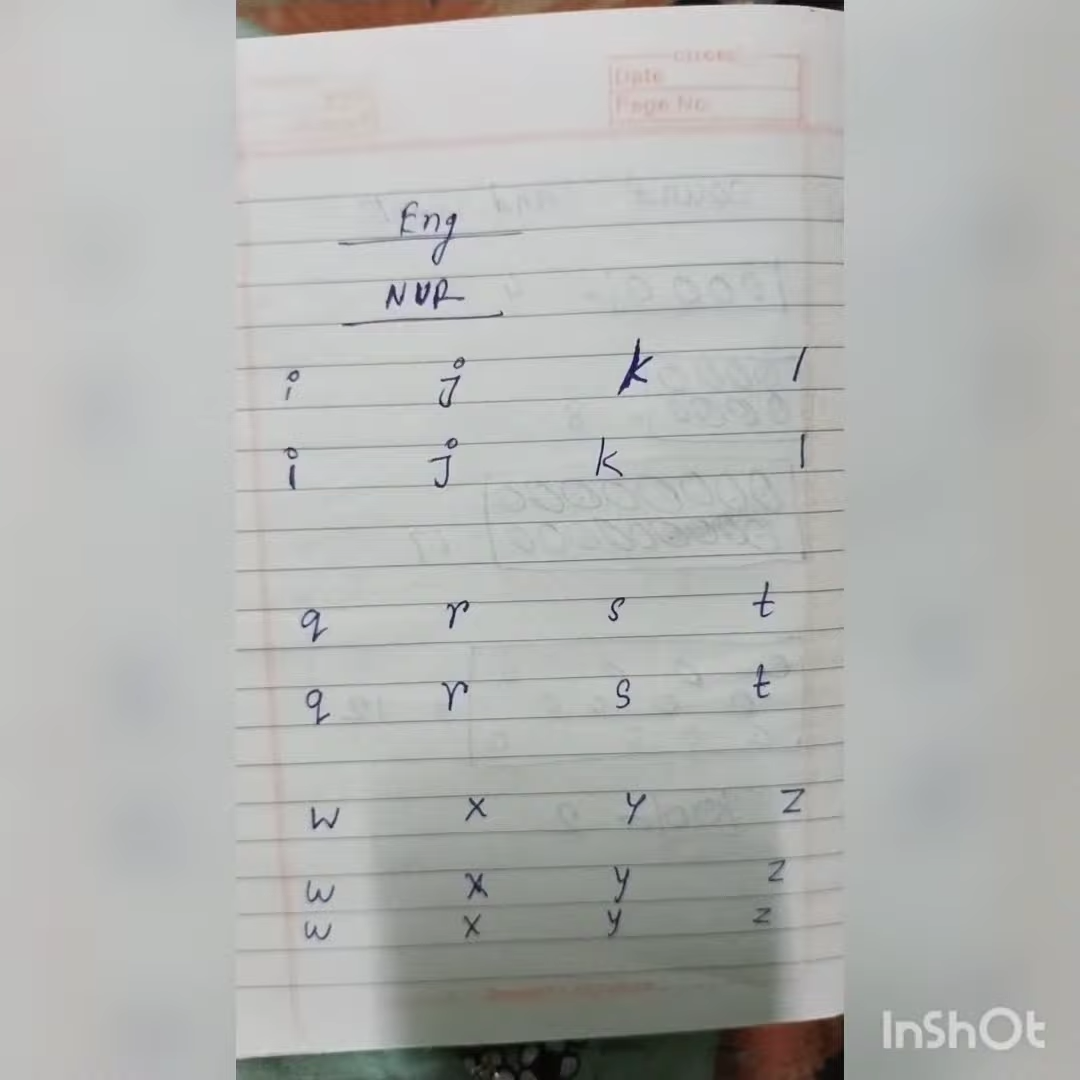 Date
Page No.
Eng
NUR
i j k l
i j k l
q r s t
q r s t
w x y z
w x y z
w x y z
InShOt